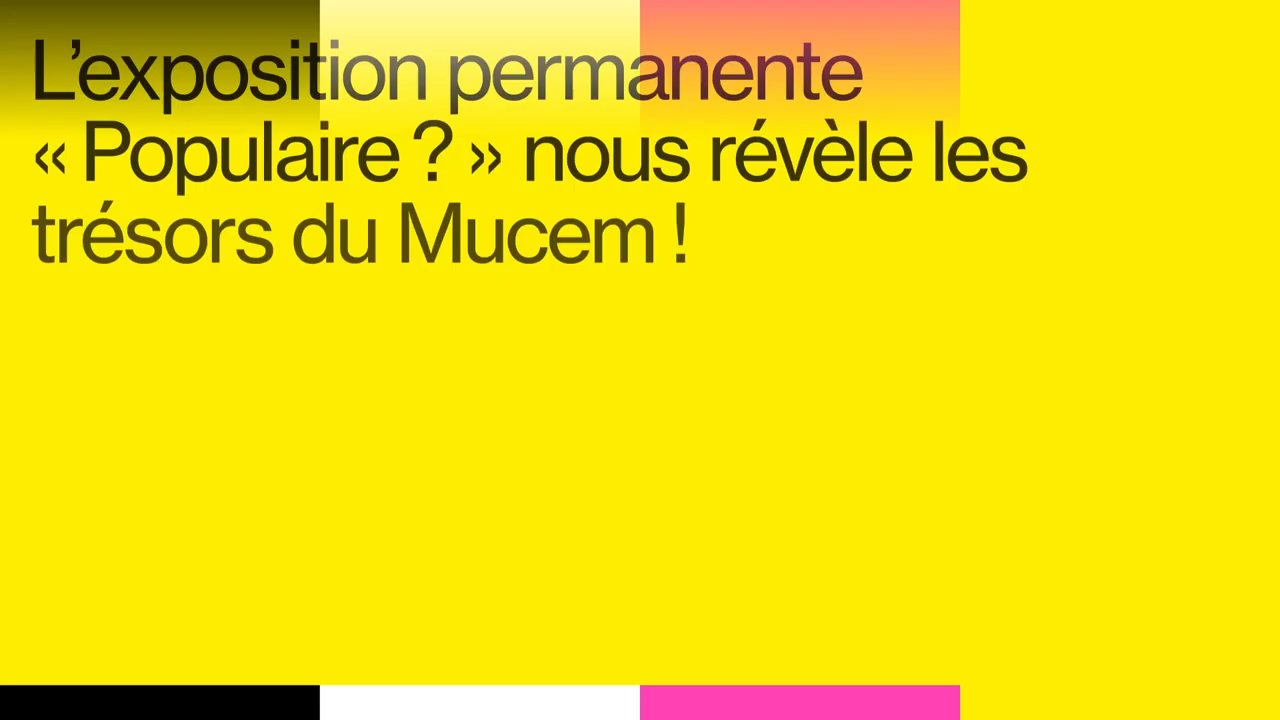 L’exposition permanente
« Populaire ? » nous révèle les
trésors du Mucem !